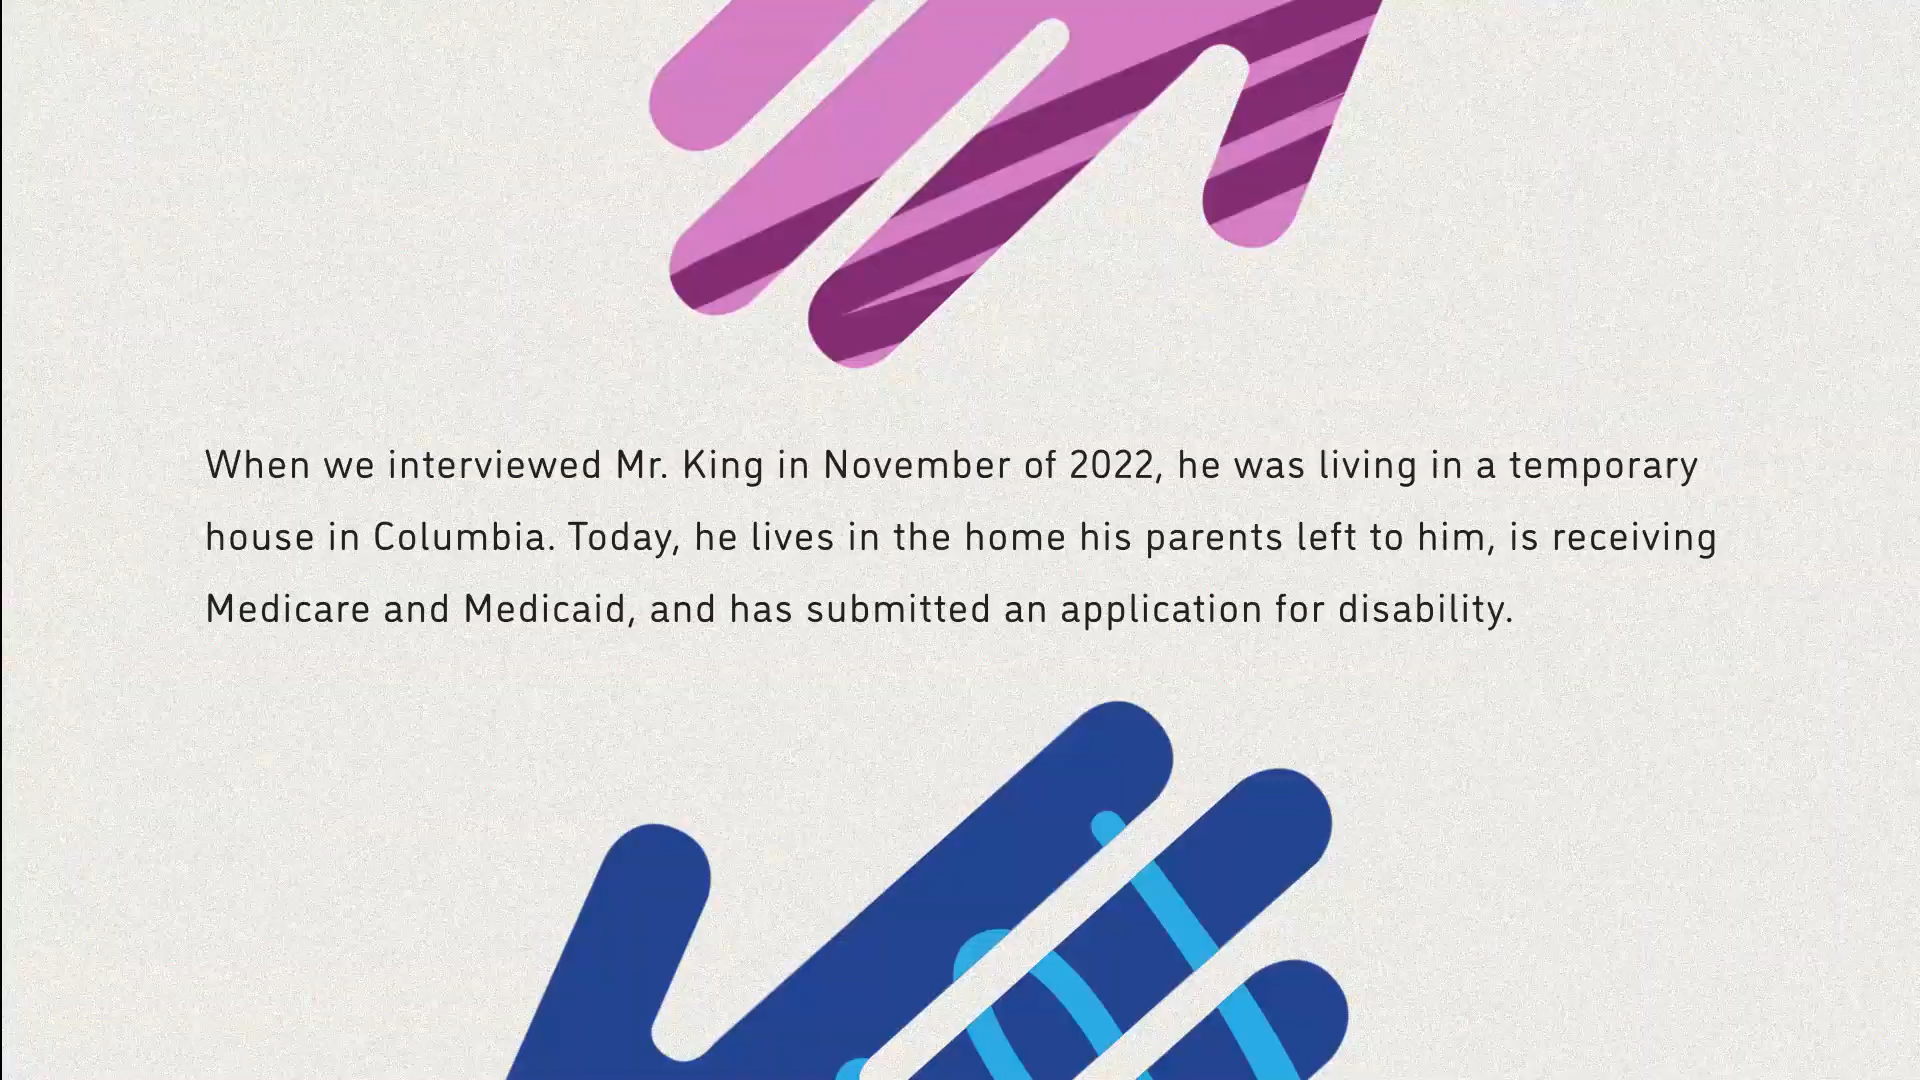 When we interviewed Mr. King in November of 2022, he was living in a temporary
house in Columbia. Today, he lives in the home his parents left to him, is receiving
Medicare and Medicaid, and has submitted an application for disability.